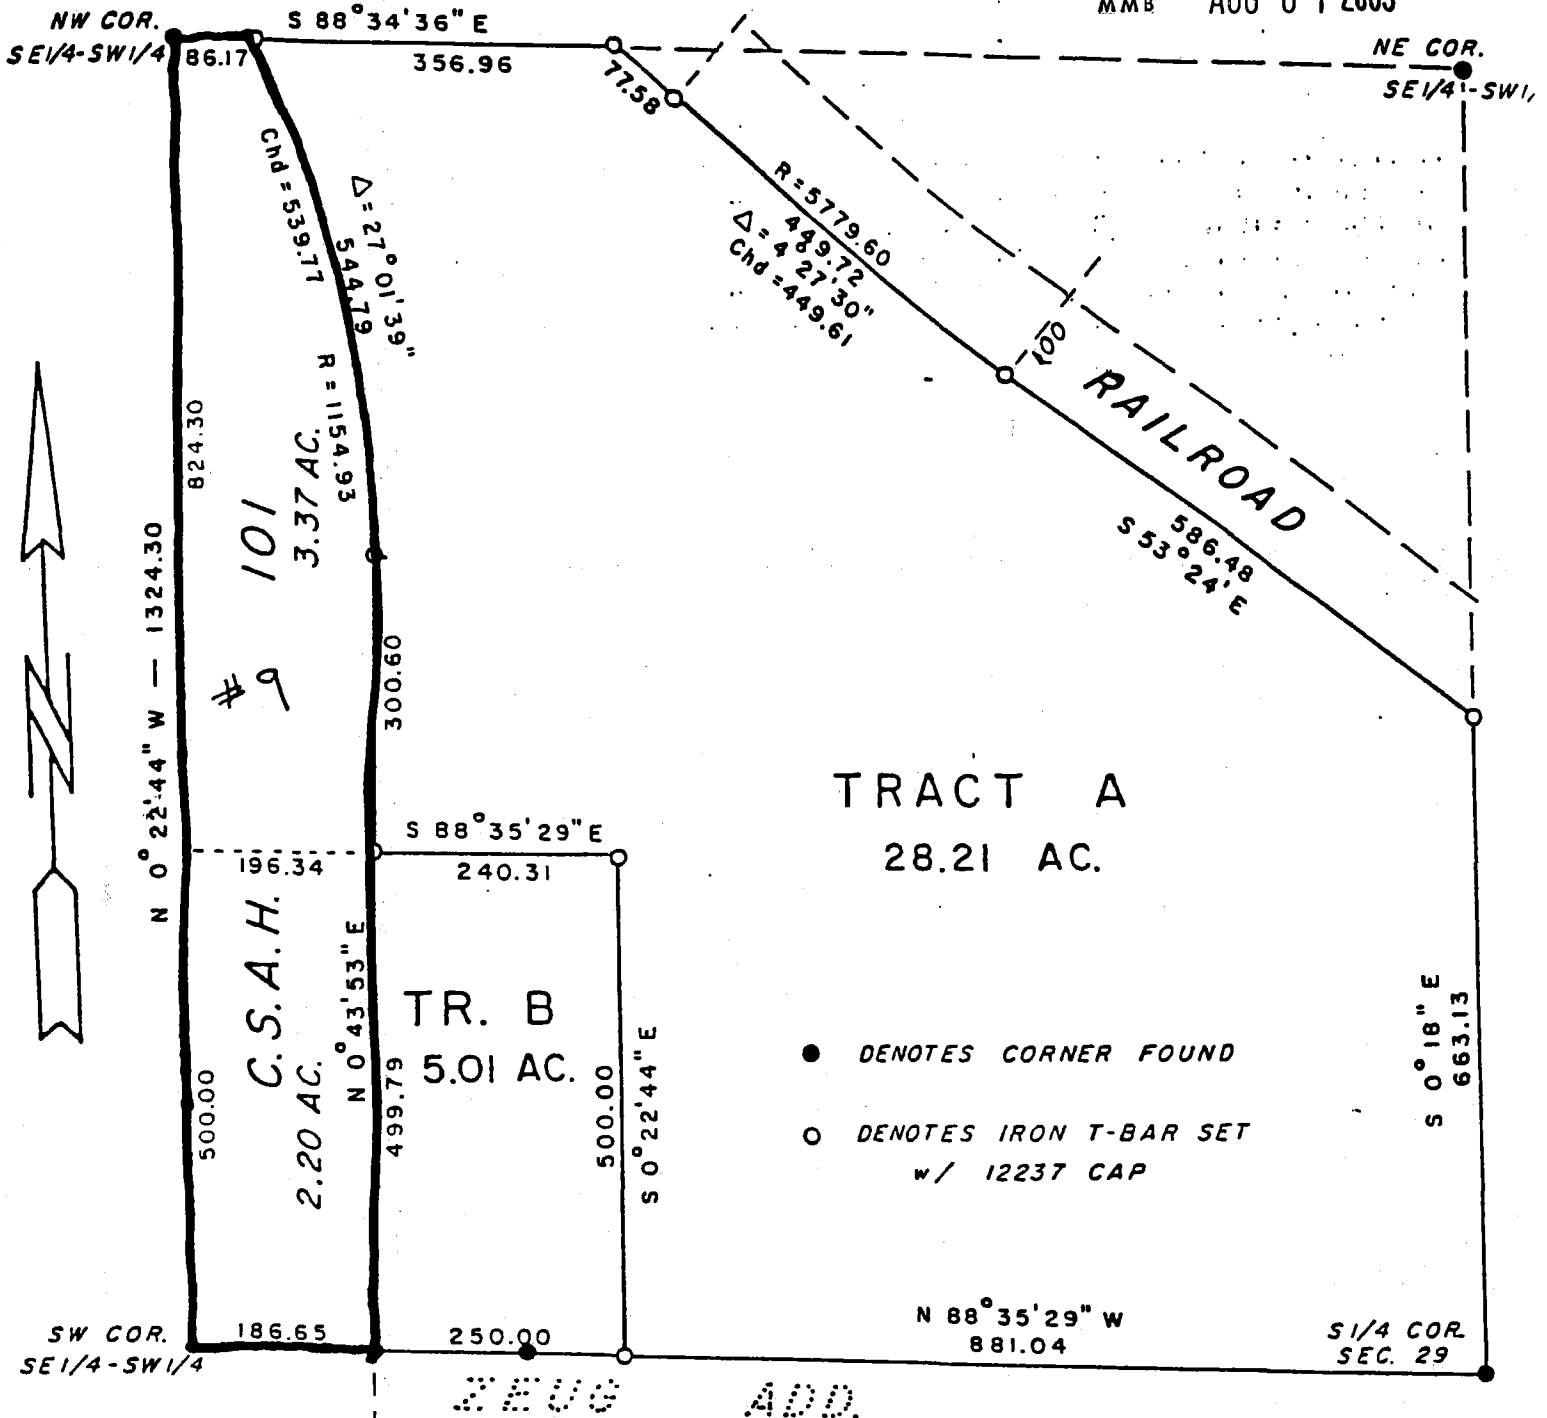 MMB AUG 0 1 2003
NW COR.
SE1/4-SW1/4
S 88°34'36" E
86.17
356.96
77.58
NE COR.
SE1/4-SW1/
Chd = 539.77
Δ = 27°01'39"
544.79
R = 1154.93
R = 5779.60
449.72
Δ = 4°27'30"
Chd = 449.61
100
RAILROAD
586.48
S 53°24' E
824.30
N 0°22'44" W — 1324.30
101
3.37 AC.
#9
300.60
N
S 88°35'29" E
196.34
240.31
TRACT A
28.21 AC.
C.S.A.H.
2.20 AC.
N 0°43'53" E
499.79
500.00
TR. B
5.01 AC.
500.00
S 0°22'44" E
● DENOTES CORNER FOUND
○ DENOTES IRON T-BAR SET
w/ 12237 CAP
S 0°18" E
663.13
SW COR.
SE1/4-SW1/4
186.65
250.00
N 88°35'29" W
881.04
S1/4 COR.
SEC. 29
ZEUG ADD.